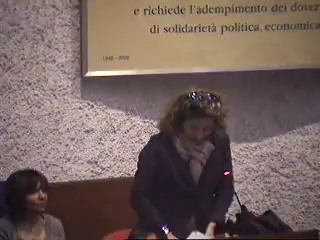 e richiede l'adempimento dei dover
di solidarietà politica, economica